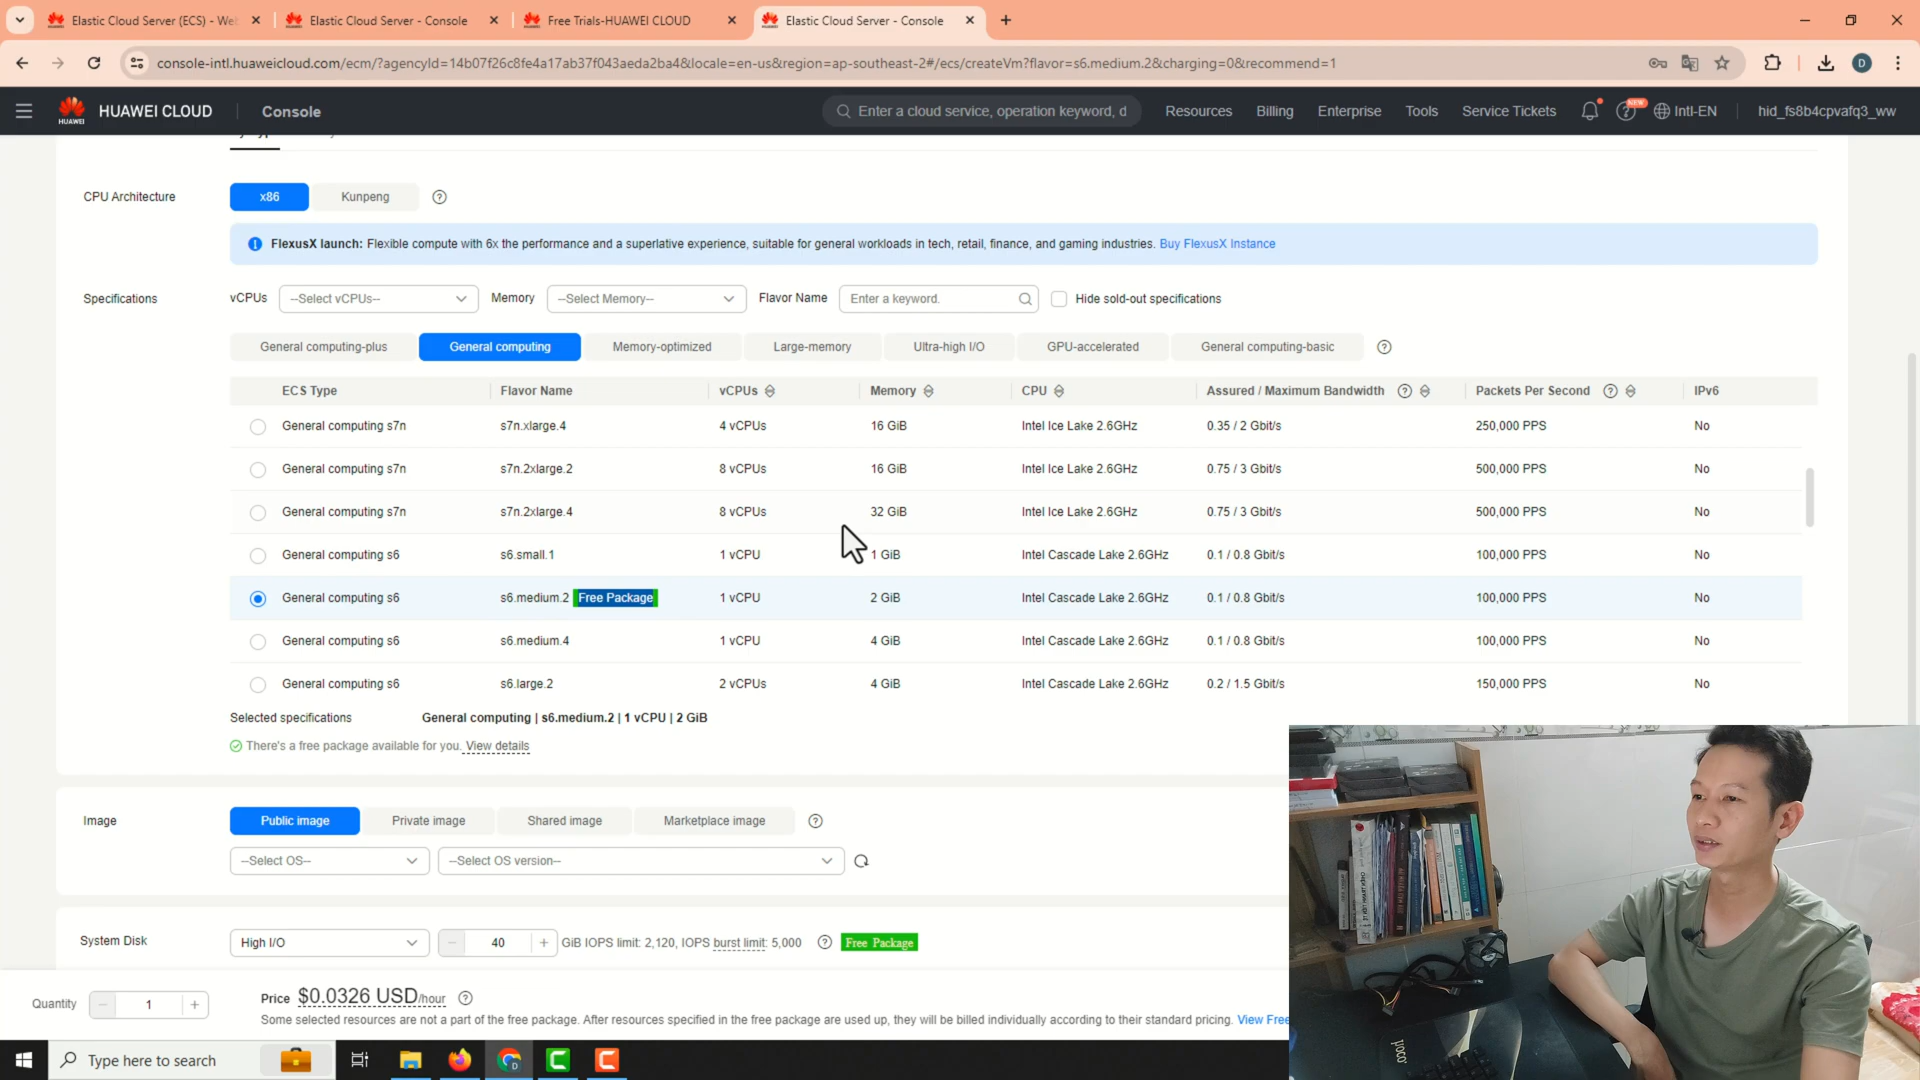 Elastic Cloud Server (ECS) - We
Elastic Cloud Server - Console
Free Trials-HUAWEI CLOUD
Elastic Cloud Server - Console
console-intl.huaweicloud.com/ecm/?agencyId=14b07f26c8fe4a17ab37f043aeda2ba4&locale=en-us&region=ap-southeast-2#/ecs/createVm?flavor=s6.medium.2&charging=0&recommend=1
D
HUAWEI
HUAWEI CLOUD
Console
Enter a cloud service, operation keyword, d
Resources
Billing
Enterprise
Tools
Service Tickets
NEW
Intl-EN
hid_fs8b4cpvafq3_ww
CPU Architecture
x86
Kunpeng
FlexusX launch: Flexible compute with 6x the performance and a superlative experience, suitable for general workloads in tech, retail, finance, and gaming industries. Buy FlexusX Instance
Specifications
vCPUs
--Select vCPUs--
Memory
--Select Memory--
Flavor Name
Enter a keyword.
Hide sold-out specifications
General computing-plus
General computing
Memory-optimized
Large-memory
Ultra-high I/O
GPU-accelerated
General computing-basic
ECS Type Flavor Name vCPUs Memory CPU Assured / Maximum Bandwidth Packets Per Second IPv6
General computing s7n s7n.xlarge.4 4 vCPUs 16 GiB Intel Ice Lake 2.6GHz 0.35 / 2 Gbit/s 250,000 PPS No
General computing s7n s7n.2xlarge.2 8 vCPUs 16 GiB Intel Ice Lake 2.6GHz 0.75 / 3 Gbit/s 500,000 PPS No
General computing s7n s7n.2xlarge.4 8 vCPUs 32 GiB Intel Ice Lake 2.6GHz 0.75 / 3 Gbit/s 500,000 PPS No
General computing s6 s6.small.1 1 vCPU 1 GiB Intel Cascade Lake 2.6GHz 0.1 / 0.8 Gbit/s 100,000 PPS No
General computing s6 s6.medium.2 Free Package 1 vCPU 2 GiB Intel Cascade Lake 2.6GHz 0.1 / 0.8 Gbit/s 100,000 PPS No
General computing s6 s6.medium.4 1 vCPU 4 GiB Intel Cascade Lake 2.6GHz 0.1 / 0.8 Gbit/s 100,000 PPS No
General computing s6 s6.large.2 2 vCPUs 4 GiB Intel Cascade Lake 2.6GHz 0.2 / 1.5 Gbit/s 150,000 PPS No
Selected specifications General computing | s6.medium.2 | 1 vCPU | 2 GiB
There's a free package available for you. View details
Image
Public image
Private image
Shared image
Marketplace image
--Select OS--
--Select OS version--
System Disk
High I/O
40
GiB IOPS limit: 2,120, IOPS burst limit: 5,000
Free Package
Quantity
1
Price $0.0326 USD/hour
Some selected resources are not a part of the free package. After resources specified in the free package are used up, they will be billed individually according to their standard pricing. View Free
Type here to search